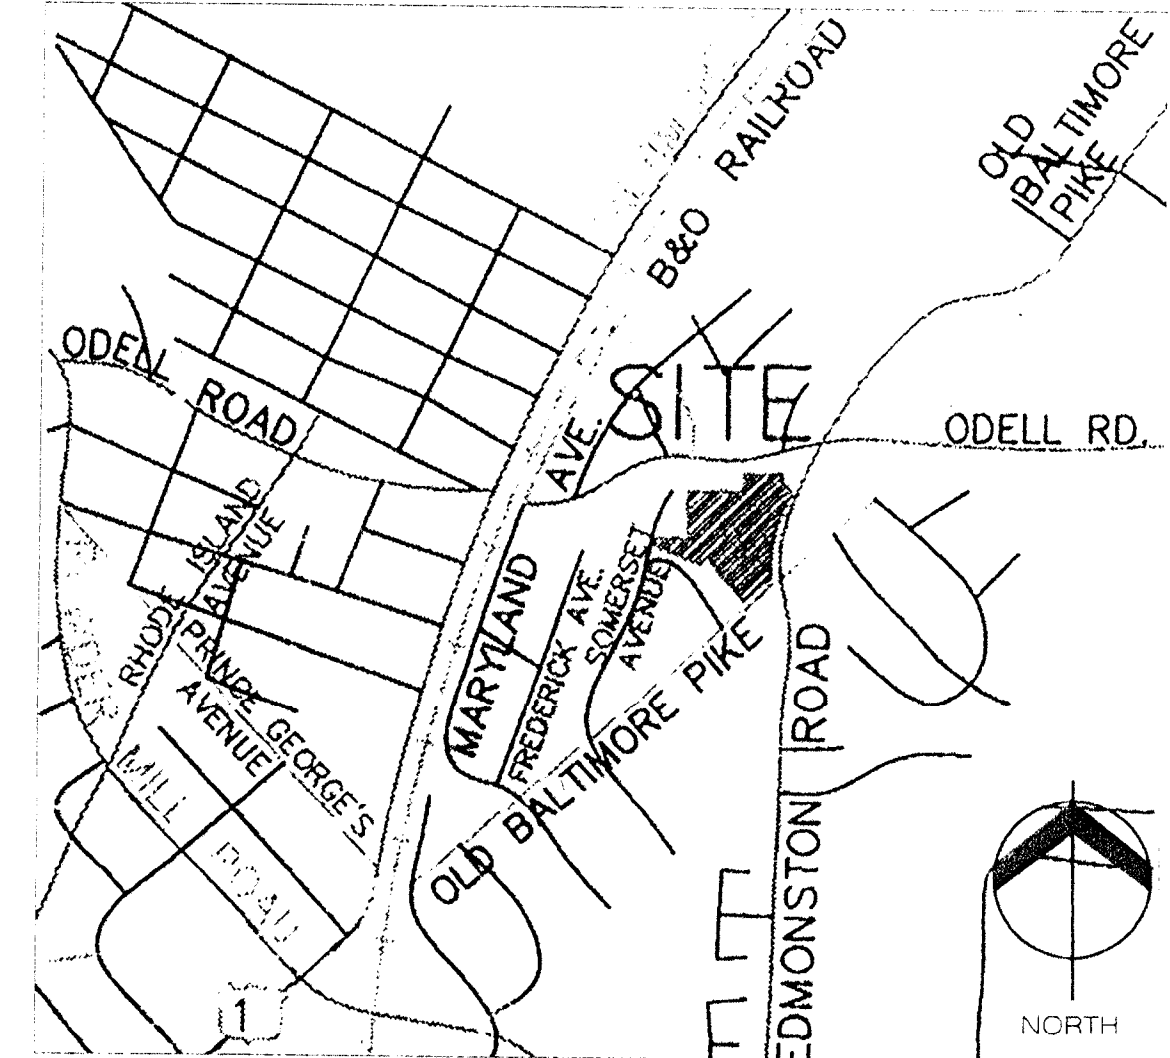 RAILROAD
B&O
OLD
BALTIMORE
PIKE
ODELL
ROAD
SITE
ODELL RD.
AVE.
MARYLAND
FREDERICK AVE.
SOMERSET
AVENUE
RHODE ISLAND
AVENUE
PRINCE GEORGE'S
AVENUE
OLD BALTIMORE PIKE
EDMONSTON ROAD
MILL ROAD
1
NORTH